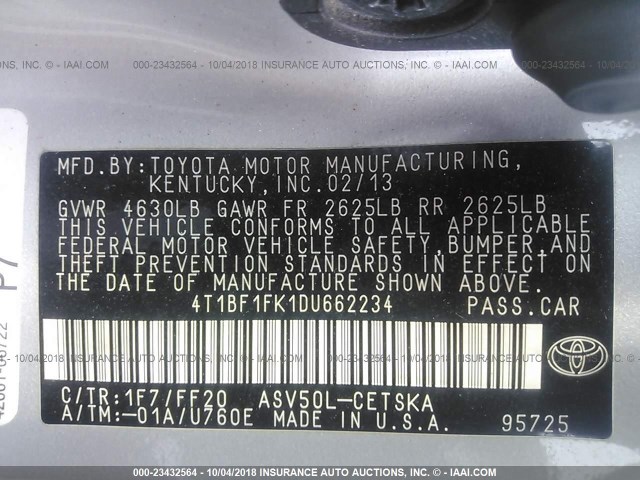 000-23432564 - 10/04/2018 - INSURANCE AUTO AUCTIONS, INC. - © IAAI.COM
MFD.BY:TOYOTA MOTOR MANUFACTURING,
KENTUCKY,INC.02/13
GVWR 4630LB GAWR FR 2625LB RR 2625LB
THIS VEHICLE CONFORMS TO ALL APPLICABLE
FEDERAL MOTOR VEHICLE SAFETY,BUMPER,AND
THEFT PREVENTION STANDARDS IN EFFECT ON
THE DATE OF MANUFACTURE SHOWN ABOVE.
4T1BF1FK1DU662234 PASS.CAR
C/TR:1F7/FF20 ASV50L-CETSKA
A/TM:-01A/U760E MADE IN U.S.A. 95725
TOYOTA
P7
000-23432564 - 10/04/2018 - INSURANCE AUTO AUCTIONS, INC. - © IAAI.COM